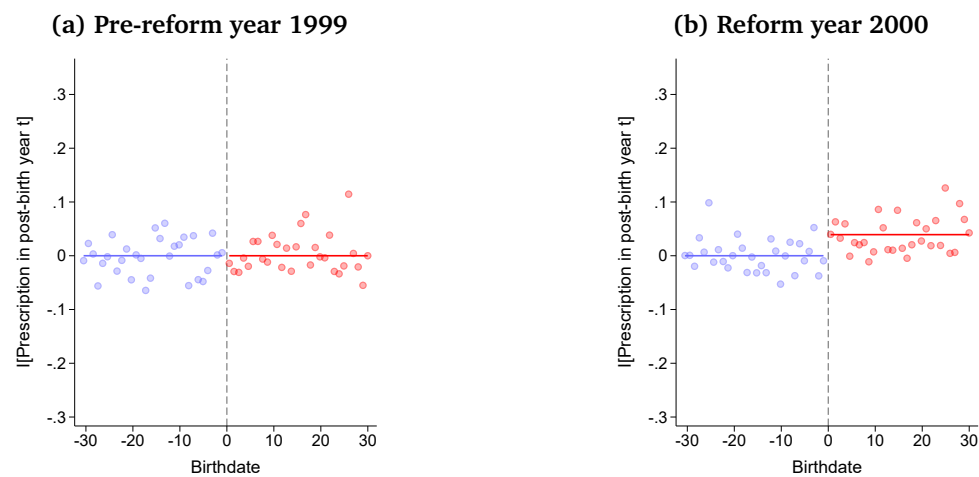 (a) Pre-reform year 1999
I[Prescription in post-birth year t]
.3
.2
.1
0
-.1
-.2
-.3
-30 -20 -10 0 10 20 30
Birthdate
(b) Reform year 2000
I[Prescription in post-birth year t]
.3
.2
.1
0
-.1
-.2
-.3
-30 -20 -10 0 10 20 30
Birthdate